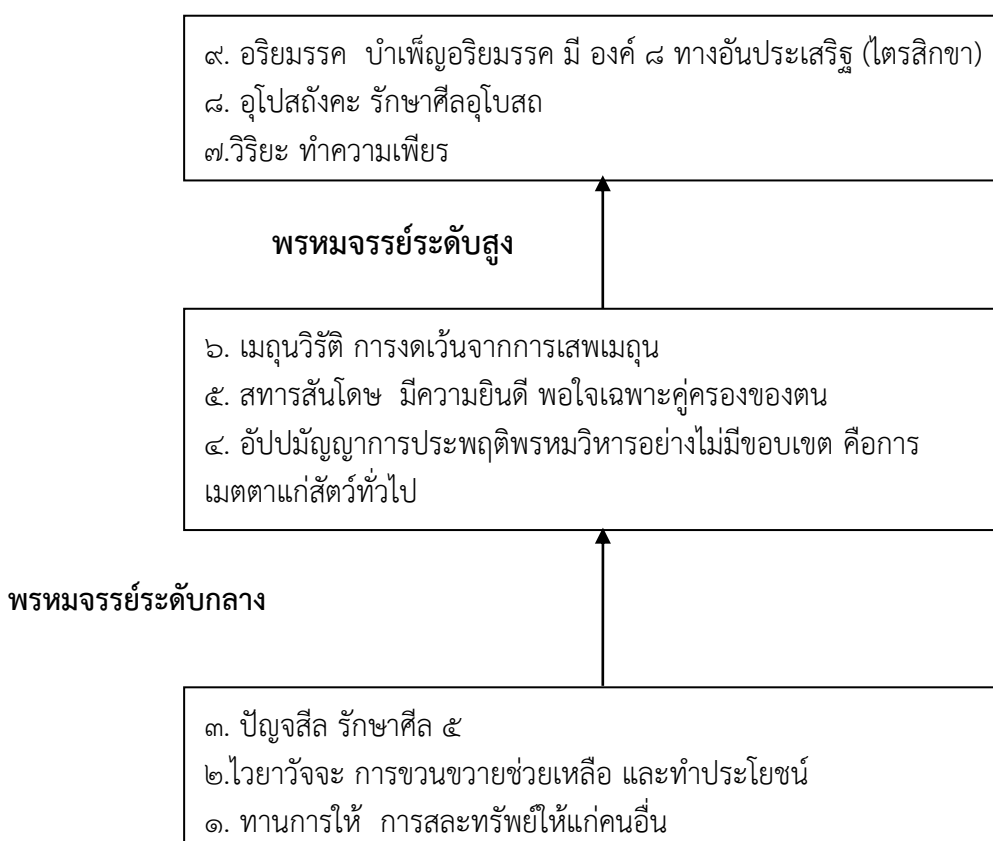 ๙. อริยมรรค บำเพ็ญอริยมรรค มี องค์ ๘ ทางอันประเสริฐ (ไตรสิกขา)
๘. อุโปสถังคะ รักษาศีลอุโบสถ
๗.วิริยะ ทำความเพียร
พรหมจรรย์ระดับสูง
๖. เมถุนวิรัติ การงดเว้นจากการเสพเมถุน
๕. สทารสันโดษ มีความยินดี พอใจเฉพาะคู่ครองของตน
๔. อัปปมัญญาการประพฤติพรหมวิหารอย่างไม่มีขอบเขต คือการ
เมตตาแก่สัตว์ทั่วไป
พรหมจรรย์ระดับกลาง
๓. ปัญจสีล รักษาศีล ๕
๒.ไวยาวัจจะ การขวนขวายช่วยเหลือ และทำประโยชน์
๑. ทานการให้ การสละทรัพย์ให้แก่คนอื่น